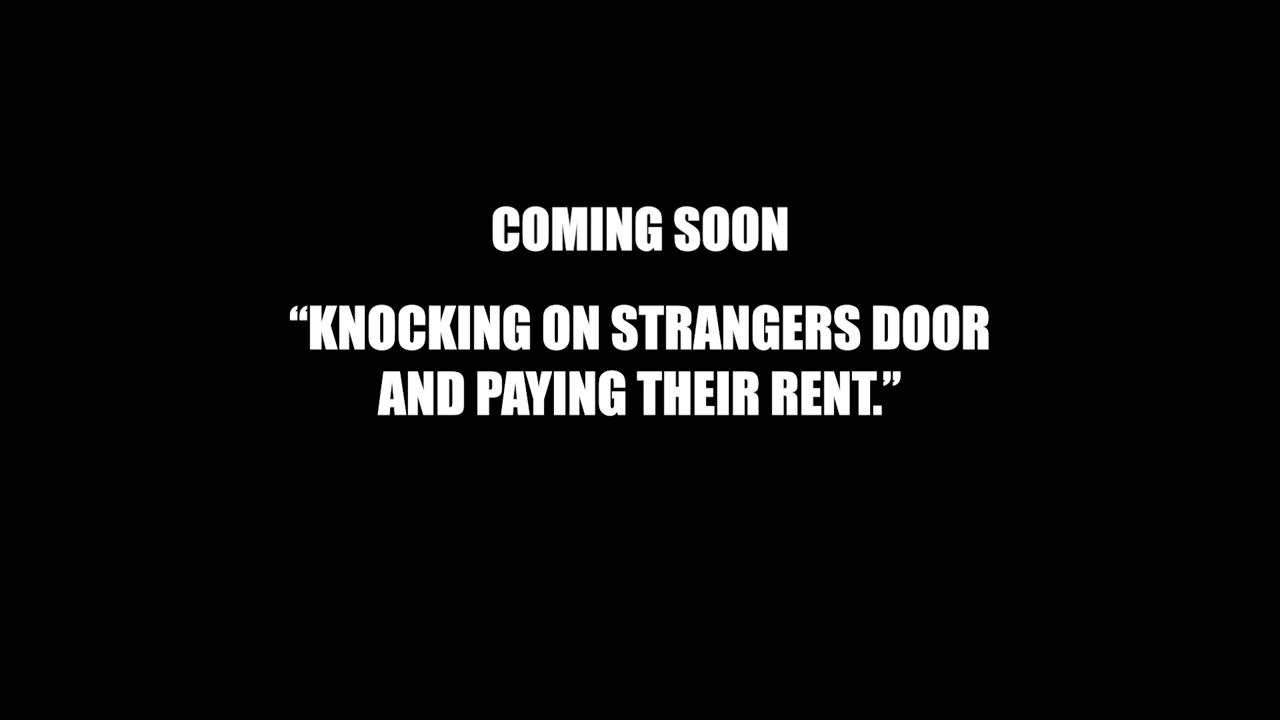 COMING SOON
“KNOCKING ON STRANGERS DOOR
AND PAYING THEIR RENT.”